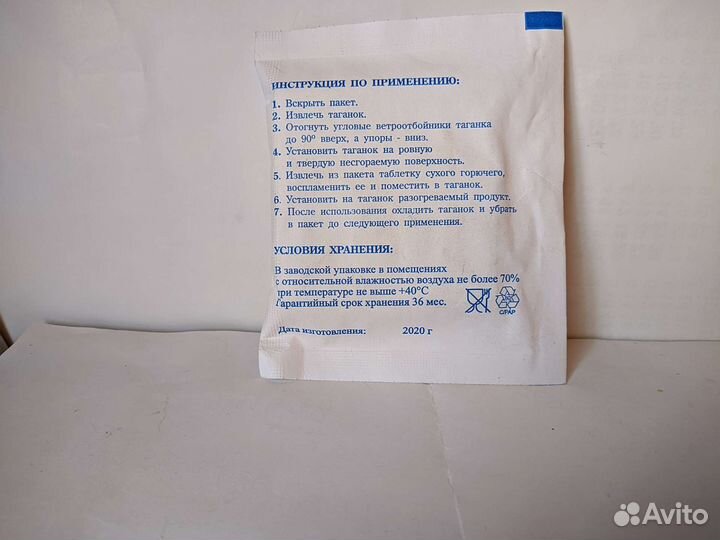 ИНСТРУКЦИЯ ПО ПРИМЕНЕНИЮ:
1. Вскрыть пакет.
2. Извлечь таганок.
3. Отогнуть угловые ветроотбойники таганка
до 90º вверх, а упоры - вниз.
4. Установить таганок на ровную
и твердую несгораемую поверхность.
5. Извлечь из пакета таблетку сухого горючего,
воспламенить ее и поместить в таганок.
6. Установить на таганок разогреваемый продукт.
7. После использования охладить таганок и убрать
в пакет до следующего применения.
УСЛОВИЯ ХРАНЕНИЯ:
В заводской упаковке в помещениях
с относительной влажностью воздуха не более 70%
при температуре не выше +40°С
Гарантийный срок хранения 36 мес.
C/PAP
Дата изготовления: 2020 г
Avito